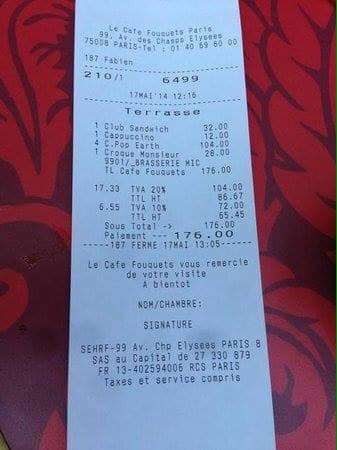 Le Cafe Fouquets Paris
99, Av. des Champs Elysees
75008 PARIS-Tel : 01 40 69 60 00
187 Fabien
210/1 6499
17MAI'14 12:16
Terrasse
1 Club Sandwich 32.00
1 Cappuccino 12.00
4 C.Pop Earth 104.00
1 Croque Monsieur 28.00
9901/_BRASSERIE MIC
TL Cafe Fouquets 176.00
17.33 TVA 20% 104.00
TTL HT 86.67
6.55 TVA 10% 72.00
TTL HT 65.45
Sous Total -> 176.00
Paiement --- 176.00
----187 FERME 17MAI 13:05----
Le Cafe Fouquets vous remercie
de votre visite
A bientot
NOM/CHAMBRE:
SIGNATURE
SEHRF-99 Av. Chp Elysees PARIS 8
SAS au Capital de 27 330 879
FR 13-402594006 RCS PARIS
Taxes et service compris